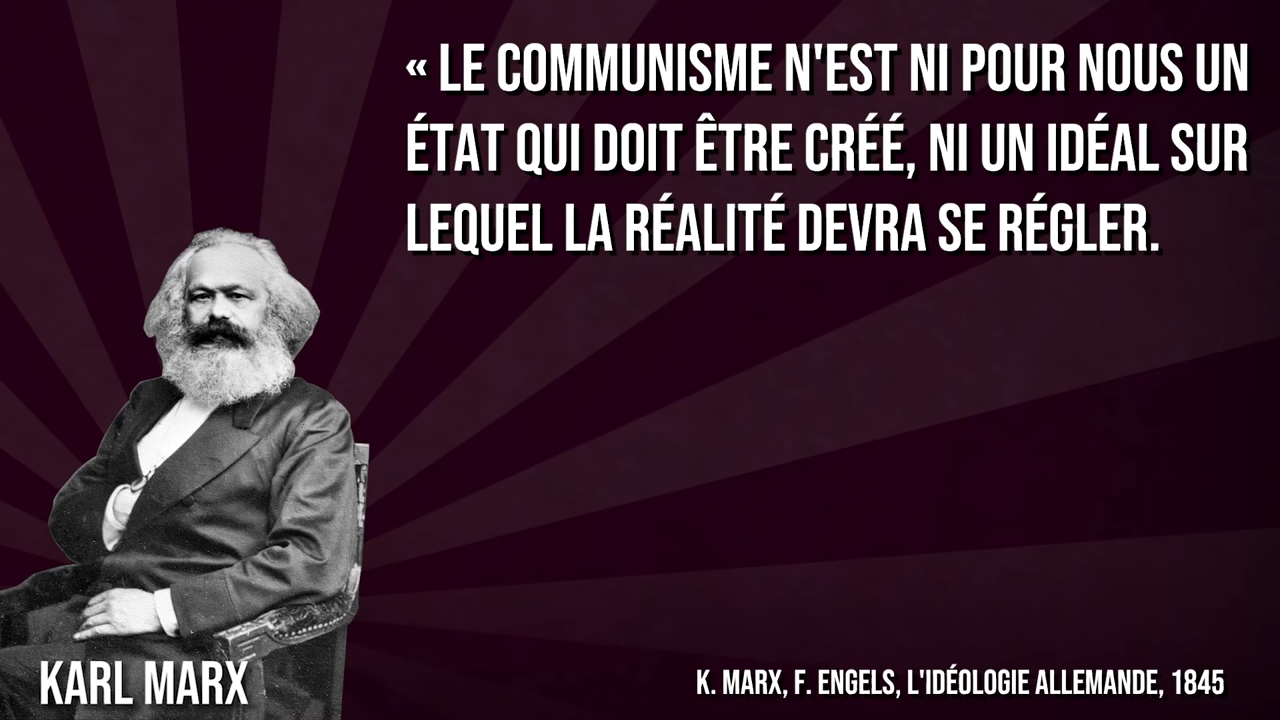 « LE COMMUNISME N'EST NI POUR NOUS UN
ÉTAT QUI DOIT ÊTRE CRÉÉ, NI UN IDÉAL SUR
LEQUEL LA RÉALITÉ DEVRA SE RÉGLER.
KARL MARX
K. MARX, F. ENGELS, L'IDÉOLOGIE ALLEMANDE, 1845